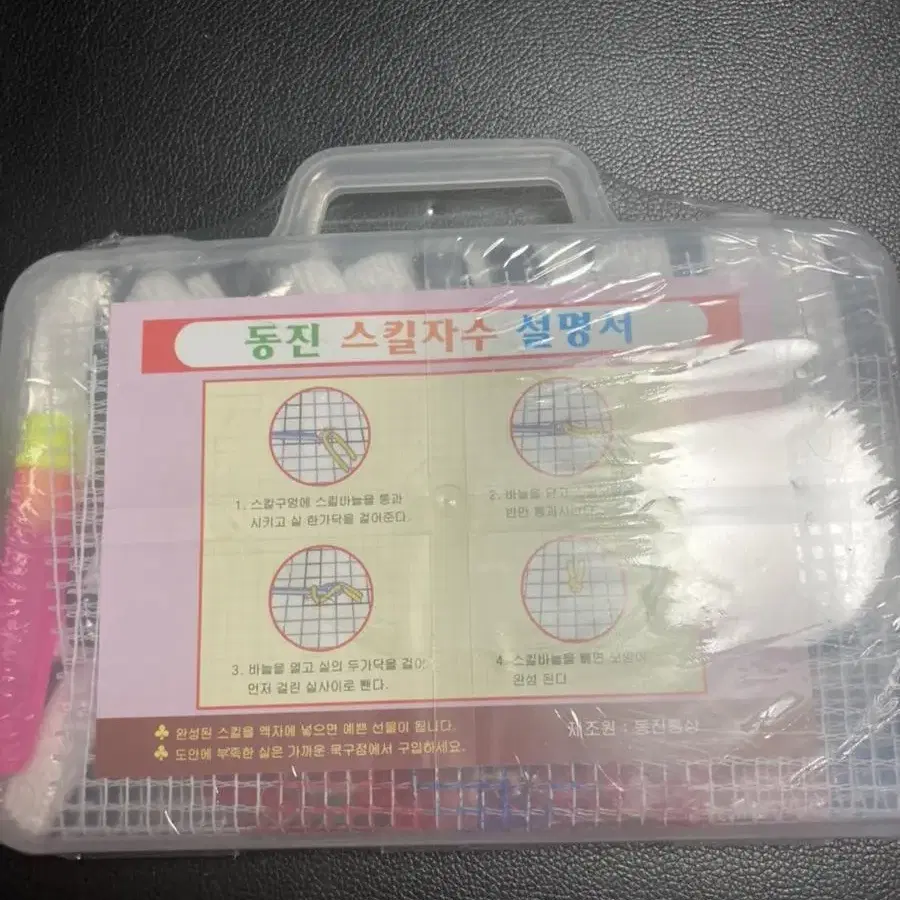 동진 스킬자수 설명서
1. 스킬구멍에 스킬바늘을 통과
시키고 실 한가닥을 걸어준다.
2. 바늘을 닫고
반만 통과시
3. 바늘을 열고 실의 두가닥을 걸어
먼저 걸린 실사이로 뺀다.
4. 스킬바늘을 빼면 모양이
완성 된다
♣ 완성된 스킬을 액자에 넣으면 예쁜 선물이 됩니다.
♣ 도안에 부족한 실은 가까운 문구점에서 구입하세요.
제조원 : 동진통상